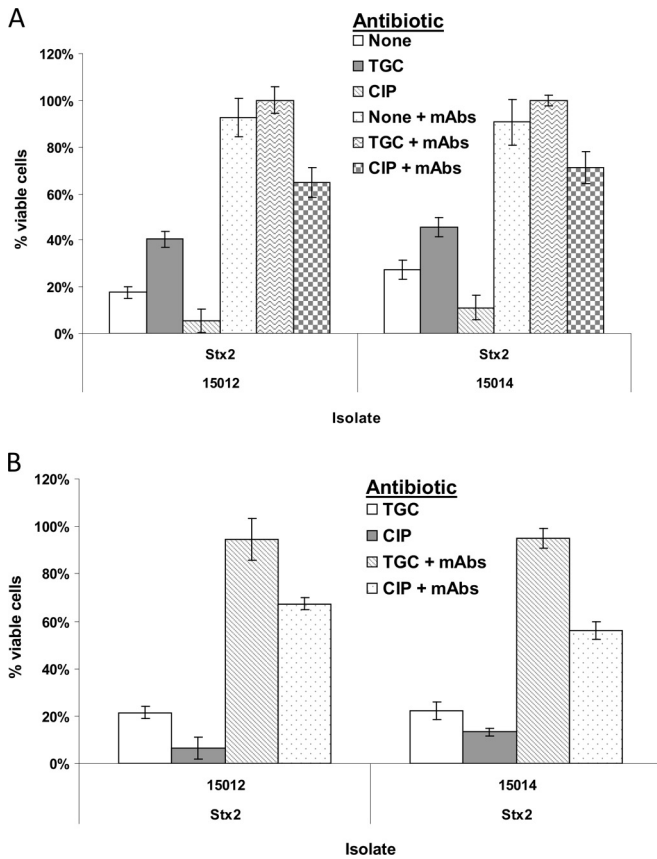 A
Antibiotic
None
TGC
CIP
None + mAbs
TGC + mAbs
CIP + mAbs
120%
100%
80%
60%
40%
20%
0%
% viable cells
Stx2
Stx2
15012
15014
Isolate
B
Antibiotic
TGC
CIP
TGC + mAbs
CIP + mAbs
120%
100%
80%
60%
40%
20%
0%
% viable cells
15012
15014
Stx2
Stx2
Isolate